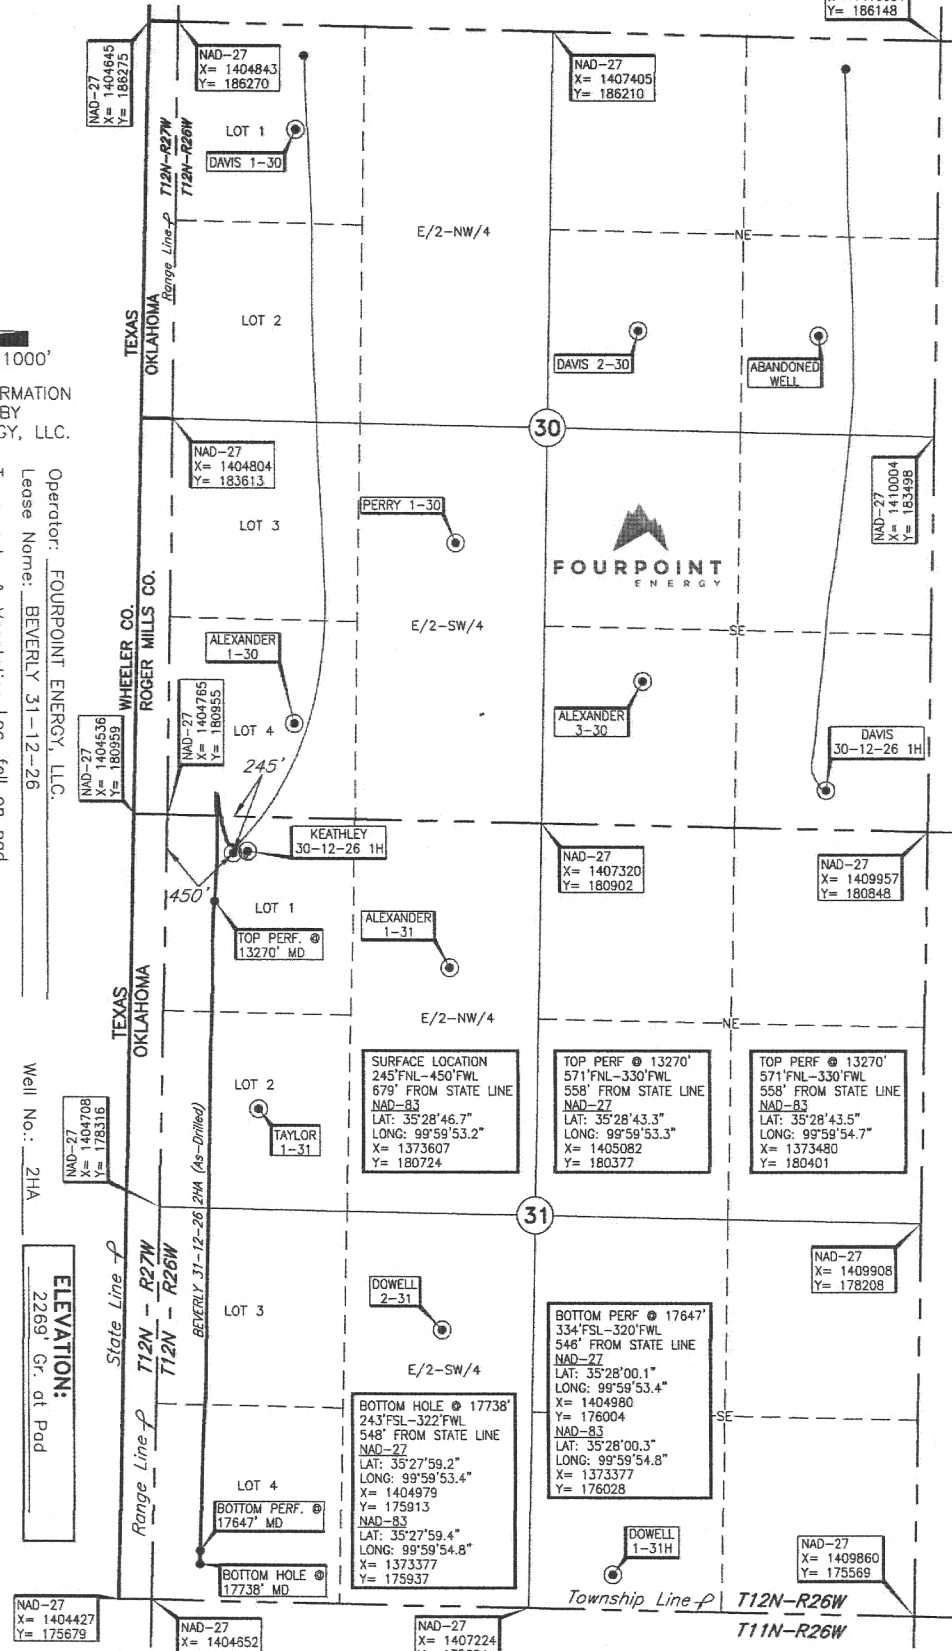 Y= 186148
NAD-27
X= 1404645
Y= 186275
NAD-27
X= 1404843
Y= 186270
NAD-27
X= 1407405
Y= 186210
LOT 1
DAVIS 1-30
T12N-R27W
T12N-R26W
Range Line
E/2-NW/4
NE
TEXAS
OKLAHOMA
LOT 2
DAVIS 2-30
ABANDONED
WELL
1000'
RMATION
BY
GY, LLC.
30
NAD-27
X= 1404804
Y= 183613
NAD-27
X= 1410004
Y= 183498
LOT 3
PERRY 1-30
FOURPOINT
ENERGY
Operator: FOURPOINT ENERGY, LLC.
Lease Name: BEVERLY 31-12-26
WHEELER CO.
ROGER MILLS CO.
E/2-SW/4
SE
ALEXANDER
1-30
NAD-27
X= 1404765
Y= 180955
NAD-27
X= 1404536
Y= 180959
LOT 4
ALEXANDER
3-30
DAVIS
30-12-26 1H
245'
KEATHLEY
30-12-26 1H
NAD-27
X= 1407320
Y= 180902
NAD-27
X= 1409957
Y= 180848
450'
LOT 1
TOP PERF. @
13270' MD
ALEXANDER
1-31
TEXAS
OKLAHOMA
E/2-NW/4
NE
SURFACE LOCATION
245'FNL-450'FWL
679' FROM STATE LINE
NAD-83
LAT: 35°28'46.7"
LONG: 99°59'53.2"
X= 1373607
Y= 180724
TOP PERF @ 13270'
571'FNL-330'FWL
558' FROM STATE LINE
NAD-27
LAT: 35°28'43.3"
LONG: 99°59'53.3"
X= 1405082
Y= 180377
TOP PERF @ 13270'
571'FNL-330'FWL
558' FROM STATE LINE
NAD-83
LAT: 35°28'43.5"
LONG: 99°59'54.7"
X= 1373480
Y= 180401
LOT 2
TAYLOR
1-31
Well No.: 2HA
NAD-27
X= 1404708
Y= 178316
BEVERLY 31-12-26 2HA (As-Drilled)
31
ELEVATION:
2269' Gr. at Pad
State Line
T12N - R27W
T12N - R26W
Range Line
NAD-27
X= 1409908
Y= 178208
LOT 3
DOWELL
2-31
E/2-SW/4
BOTTOM PERF @ 17647'
334'FSL-320'FWL
546' FROM STATE LINE
NAD-27
LAT: 35°28'00.1"
LONG: 99°59'53.4"
X= 1404980
Y= 176004
NAD-83
LAT: 35°28'00.3"
LONG: 99°59'54.8"
X= 1373377
Y= 176028
SE
BOTTOM HOLE @ 17738'
243'FSL-322'FWL
548' FROM STATE LINE
NAD-27
LAT: 35°27'59.2"
LONG: 99°59'53.4"
X= 1404979
Y= 175913
NAD-83
LAT: 35°27'59.4"
LONG: 99°59'54.8"
X= 1373377
Y= 175937
LOT 4
BOTTOM PERF. @
17647' MD
BOTTOM HOLE @
17738' MD
DOWELL
1-31H
NAD-27
X= 1409860
Y= 175569
NAD-27
X= 1404427
Y= 175679
Township Line
T12N-R26W
T11N-R26W
NAD-27
X= 1404652
NAD-27
X= 1407224